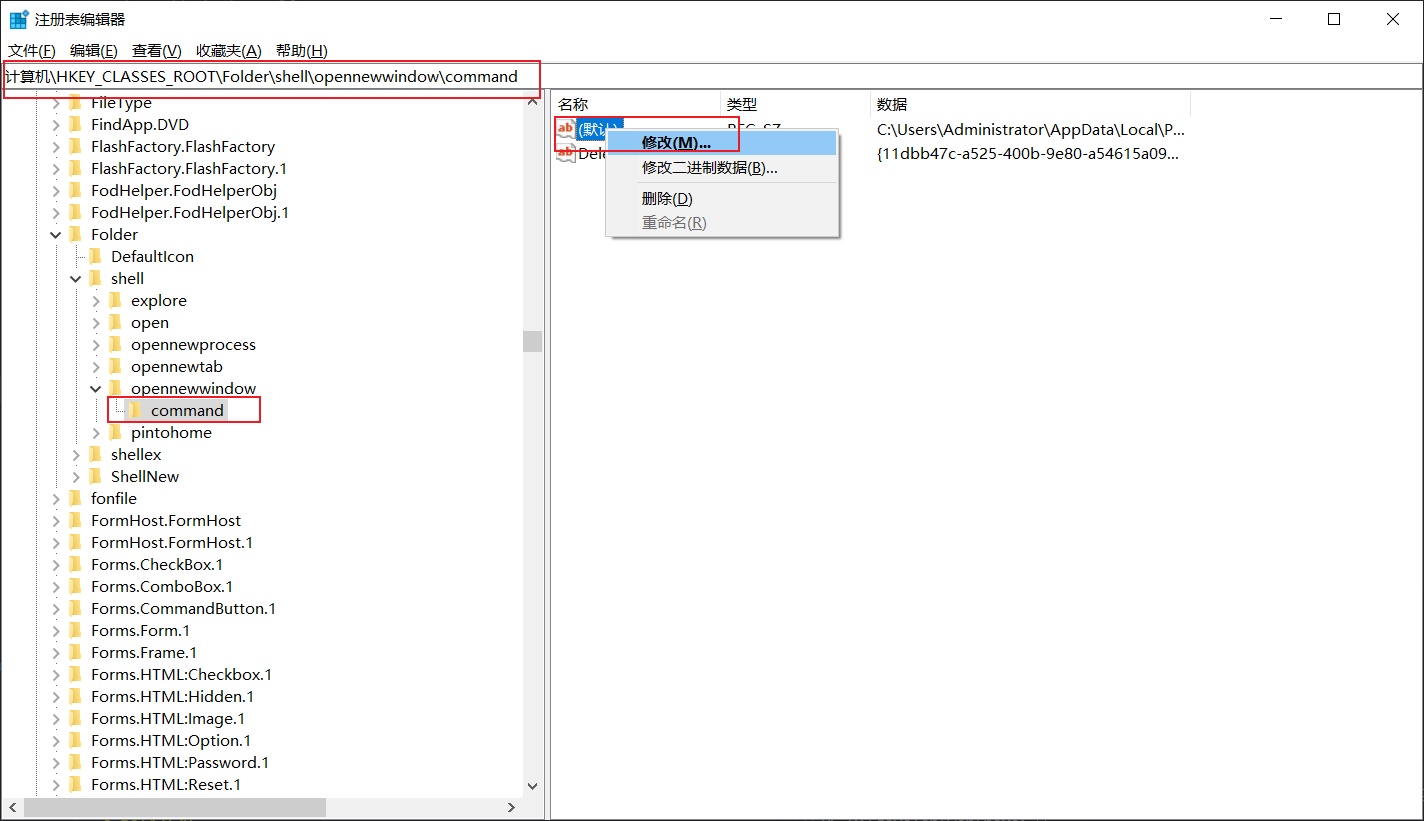 注册表编辑器
文件(F) 编辑(E) 查看(V) 收藏夹(A) 帮助(H)
计算机\HKEY_CLASSES_ROOT\Folder\shell\opennewwindow\command
FileType
FindApp.DVD
FlashFactory.FlashFactory
FlashFactory.FlashFactory.1
FodHelper.FodHelperObj
FodHelper.FodHelperObj.1
Folder
DefaultIcon
shell
explore
open
opennewprocess
opennewtab
opennewwindow
command
pintohome
shellex
ShellNew
fonfile
FormHost.FormHost
FormHost.FormHost.1
Forms.CheckBox.1
Forms.ComboBox.1
Forms.CommandButton.1
Forms.Form.1
Forms.Frame.1
Forms.HTML:Checkbox.1
Forms.HTML:Hidden.1
Forms.HTML:Image.1
Forms.HTML:Option.1
Forms.HTML:Password.1
Forms.HTML:Reset.1
名称 类型 数据
ab (默认) C:\Users\Administrator\AppData\Local\P...
ab Dele {11dbb47c-a525-400b-9e80-a54615a09...
修改(M)...
修改二进制数据(B)...
删除(D)
重命名(R)